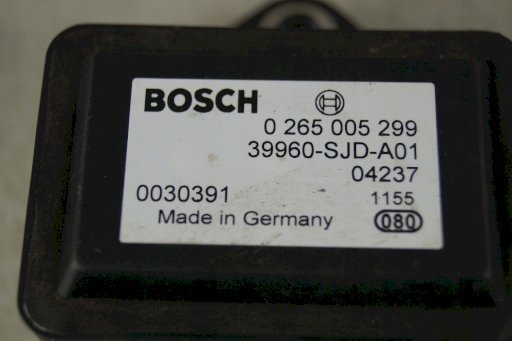 BOSCH
0 265 005 299
39960-SJD-A01
04237
0030391 1155
Made in Germany 080